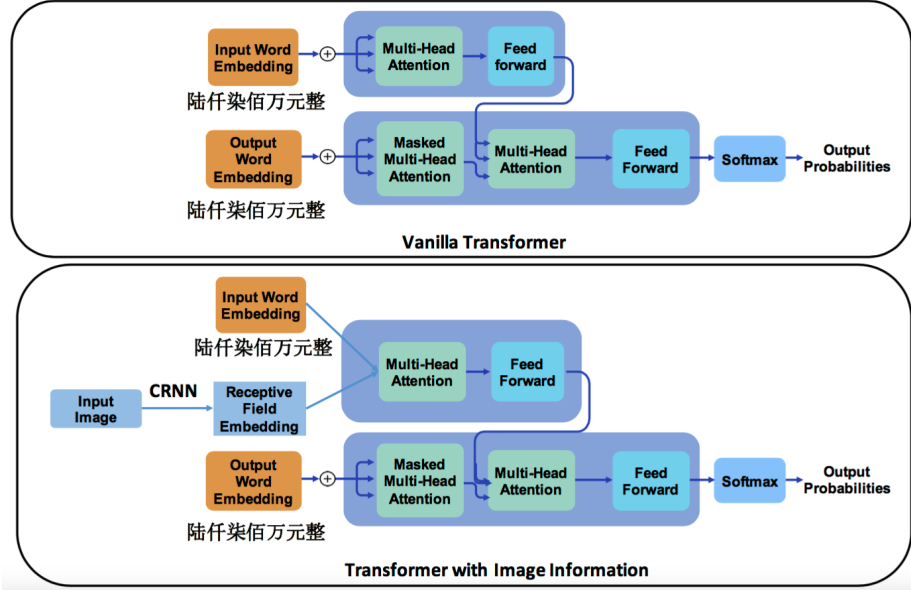 Input Word
Embedding
陆仟柒佰万元整
Multi-Head
Attention
Feed
forward
Output
Word
Embedding
陆仟柒佰万元整
Masked
Multi-Head
Attention
Multi-Head
Attention
Feed
Forward
Softmax
Output
Probabilities
Vanilla Transformer
Input Word
Embedding
陆仟柒佰万元整
Input
Image
CRNN
Receptive
Field
Embedding
Multi-Head
Attention
Feed
Forward
Output
Word
Embedding
陆仟柒佰万元整
Masked
Multi-Head
Attention
Multi-Head
Attention
Feed
Forward
Softmax
Output
Probabilities
Transformer with Image Information